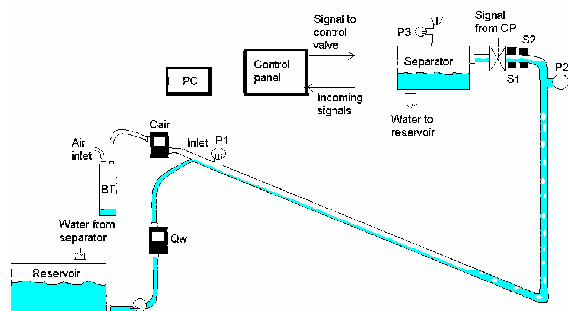 Signal to
control
valve
Signal
from CP
P3
S2
Control
panel
Separator
PC
S1
P2
Incoming
signals
Water to
reservoir
Cair
Air
inlet
Inlet
P1
BT
Water from
separator
Qw
Reservoir